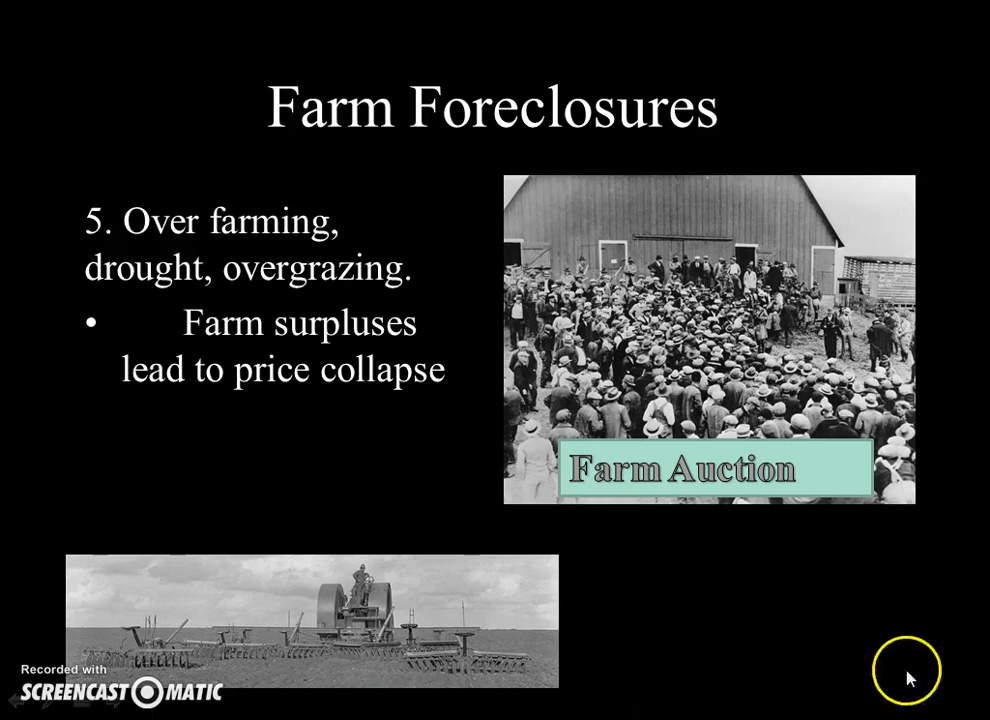 Farm Foreclosures
5. Over farming,
drought, overgrazing.
• Farm surpluses
lead to price collapse
Farm Auction
Recorded with
SCREENCAST-O-MATIC